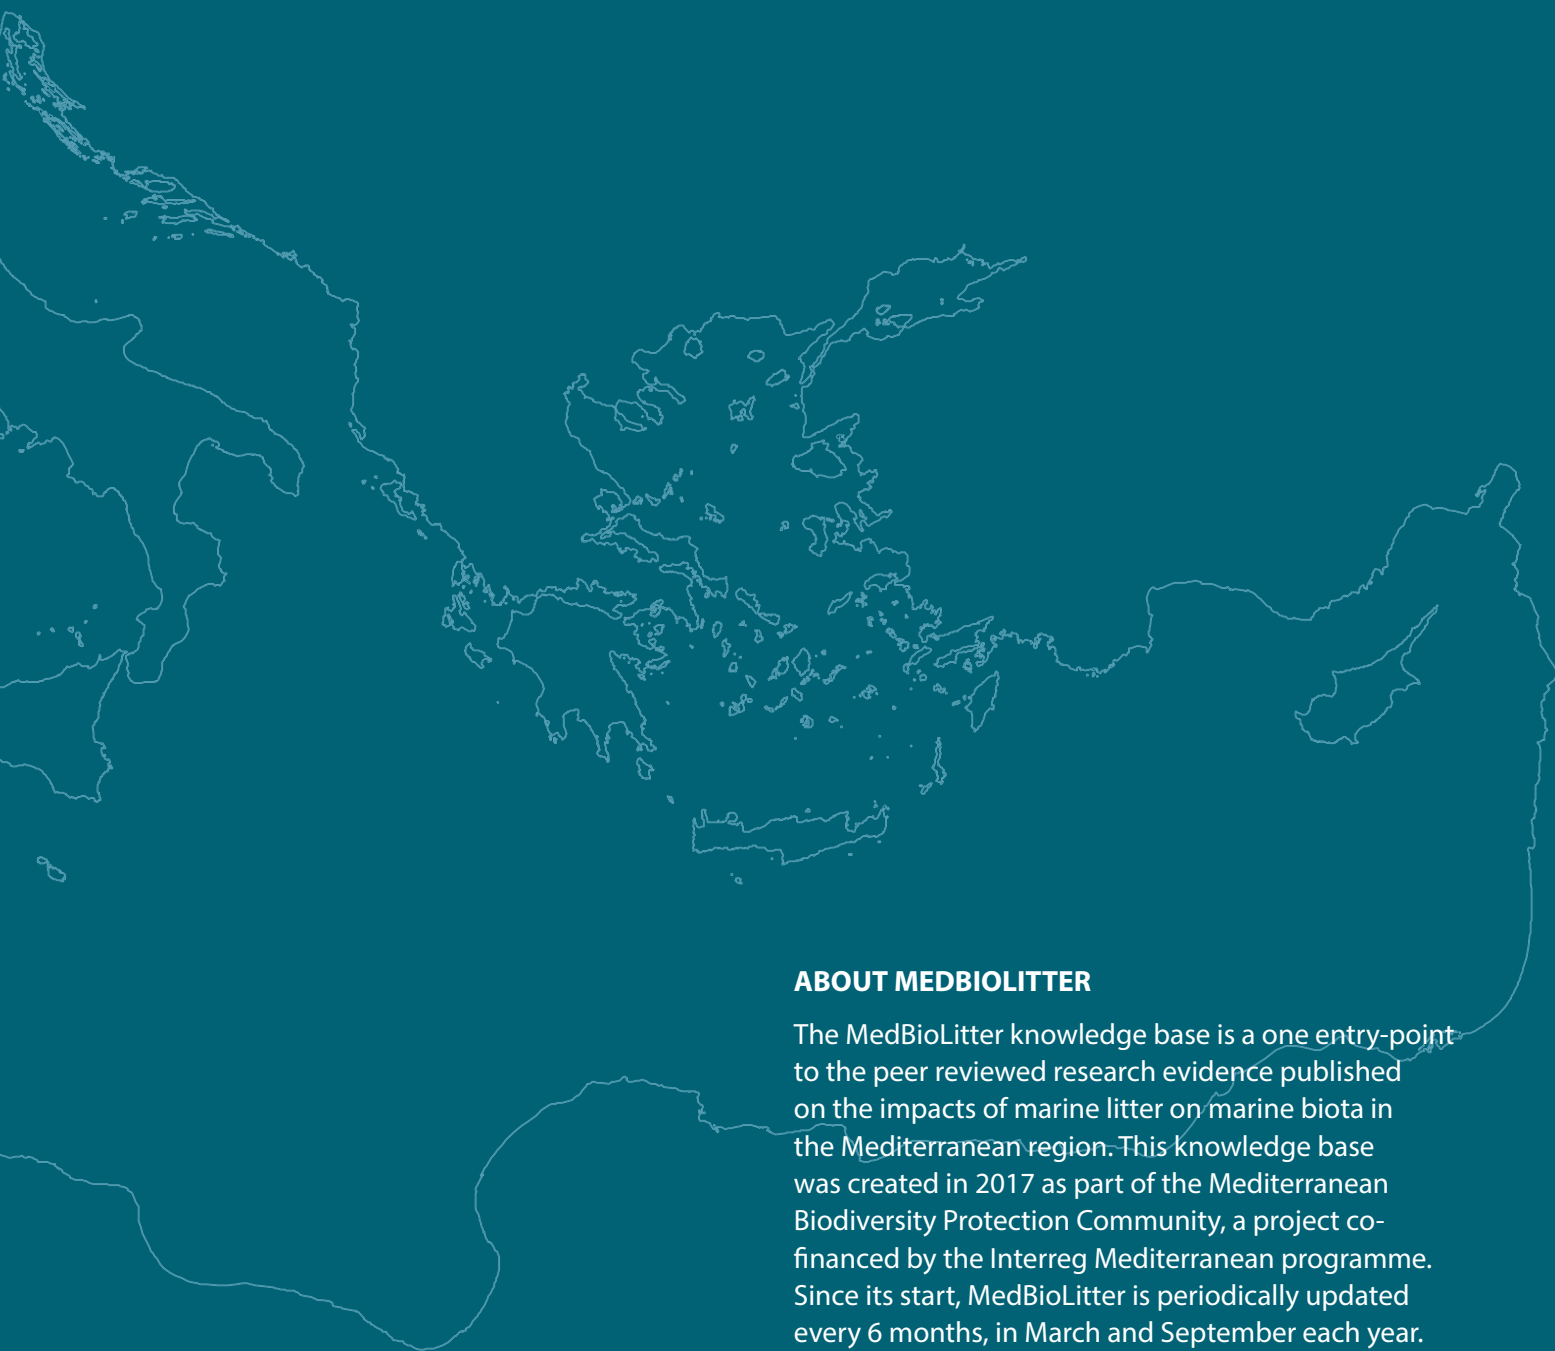 ABOUT MEDBIOLITTER
The MedBioLitter knowledge base is a one entry-point
to the peer reviewed research evidence published
on the impacts of marine litter on marine biota in
the Mediterranean region. This knowledge base
was created in 2017 as part of the Mediterranean
Biodiversity Protection Community, a project co-
financed by the Interreg Mediterranean programme.
Since its start, MedBioLitter is periodically updated
every 6 months, in March and September each year.